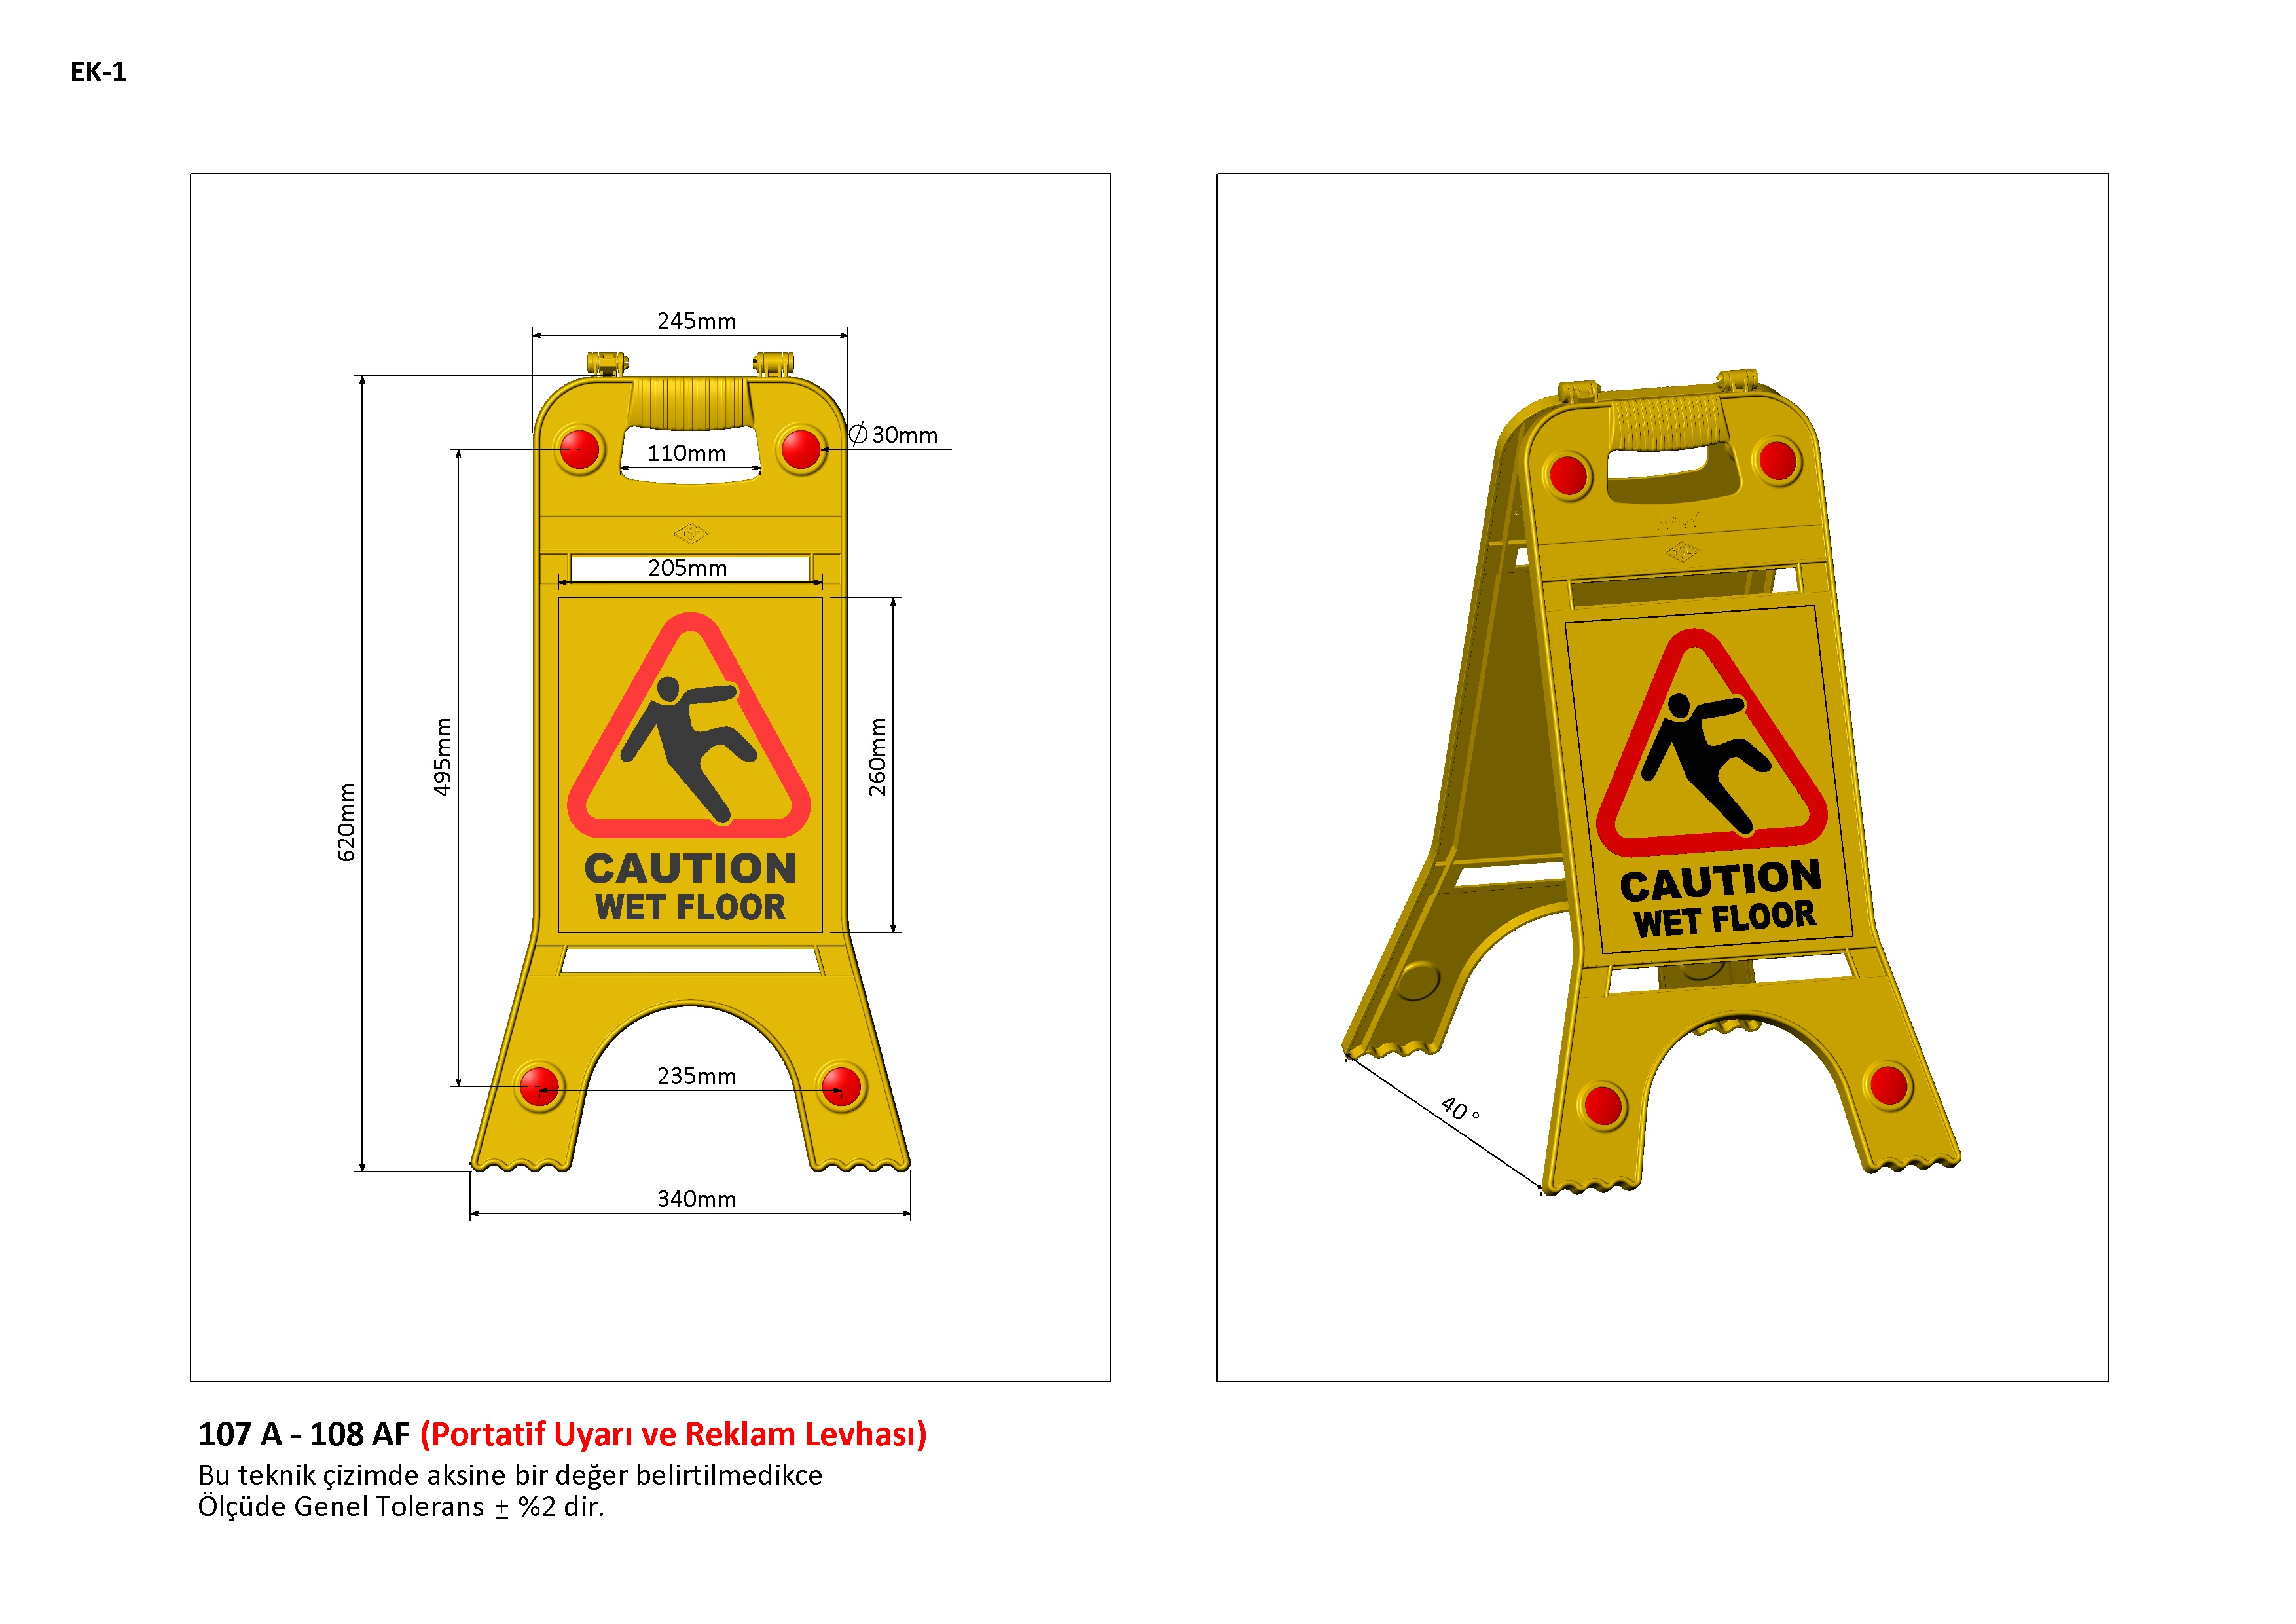 EK-1
245mm
Ø30mm
110mm
205mm
495mm
620mm
260mm
CAUTION
WET FLOOR
235mm
340mm
CAUTION
WET FLOOR
40°
107 A - 108 AF (Portatif Uyarı ve Reklam Levhası)
Bu teknik çizimde aksine bir değer belirtilmedikce
Ölçüde Genel Tolerans ± %2 dir.